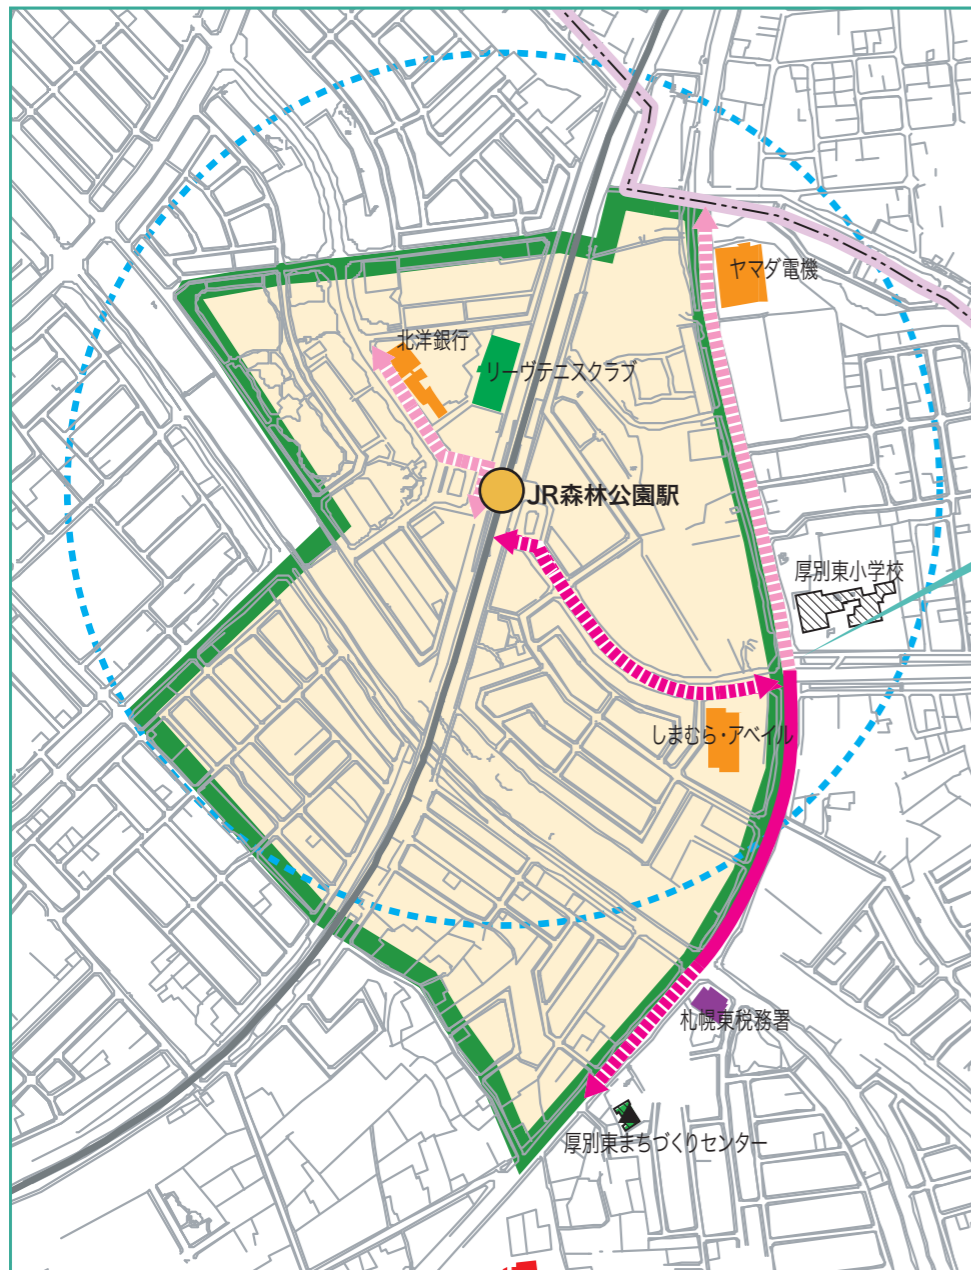 ヤマダ電機
北洋銀行
リーヴテニスクラブ
JR森林公園駅
厚別東小学校
しまむら・アベイル
札幌東税務署
厚別東まちづくりセンター